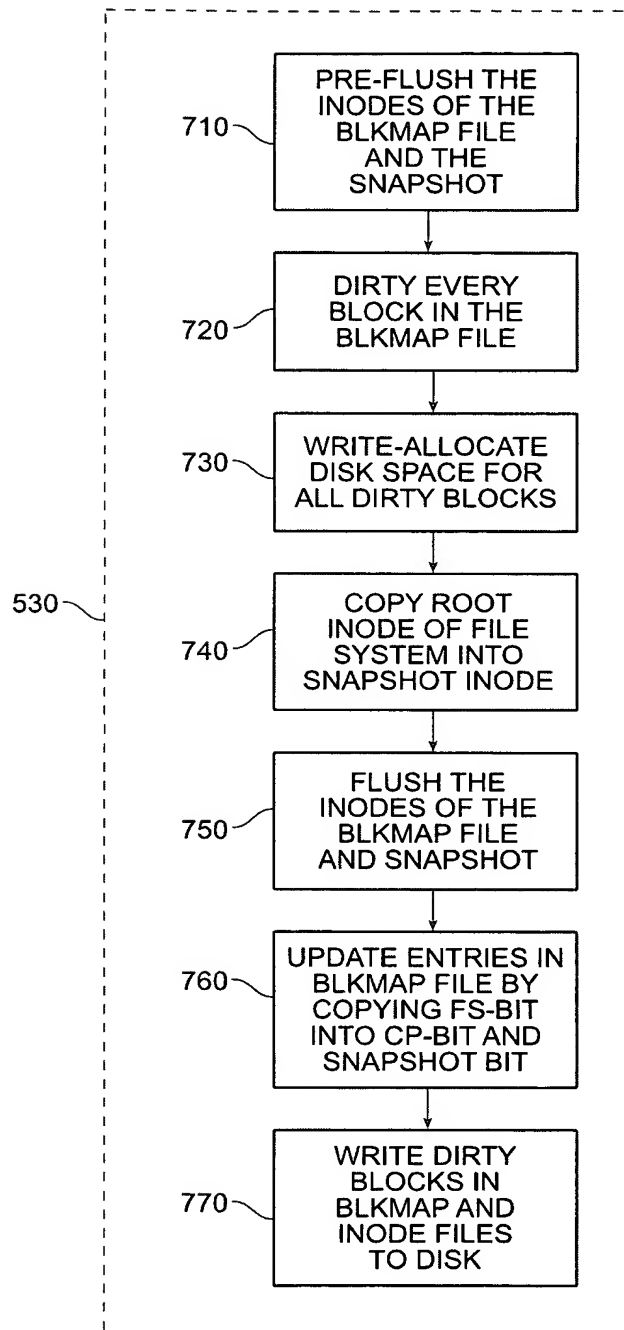 PRE-FLUSH THE
INODES OF THE
BLKMAP FILE
AND THE
SNAPSHOT
710
DIRTY EVERY
BLOCK IN THE
BLKMAP FILE
720
WRITE-ALLOCATE
DISK SPACE FOR
ALL DIRTY BLOCKS
730
530
COPY ROOT
INODE OF FILE
SYSTEM INTO
SNAPSHOT INODE
740
FLUSH THE
INODES OF THE
BLKMAP FILE
AND SNAPSHOT
750
UPDATE ENTRIES IN
BLKMAP FILE BY
COPYING FS-BIT
INTO CP-BIT AND
SNAPSHOT BIT
760
WRITE DIRTY
BLOCKS IN
BLKMAP AND
INODE FILES
TO DISK
770